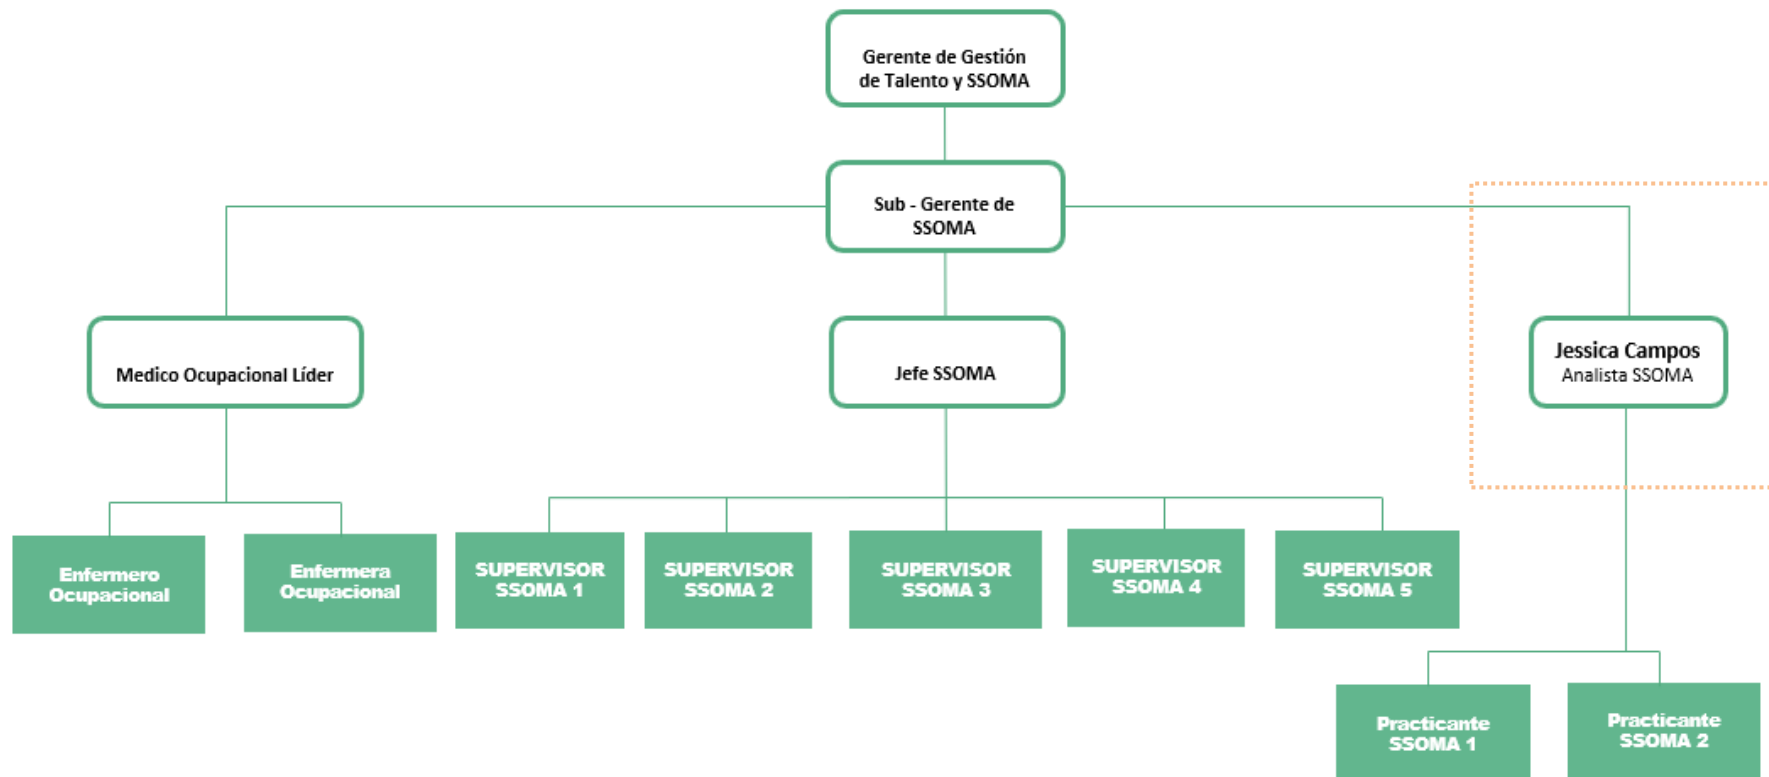 Gerente de Gestión
de Talento y SSOMA
Sub - Gerente de
SSOMA
Medico Ocupacional Líder
Jefe SSOMA
Jessica Campos
Analista SSOMA
Enfermero
Ocupacional
Enfermera
Ocupacional
SUPERVISOR
SSOMA 1
SUPERVISOR
SSOMA 2
SUPERVISOR
SSOMA 3
SUPERVISOR
SSOMA 4
SUPERVISOR
SSOMA 5
Practicante
SSOMA 1
Practicante
SSOMA 2